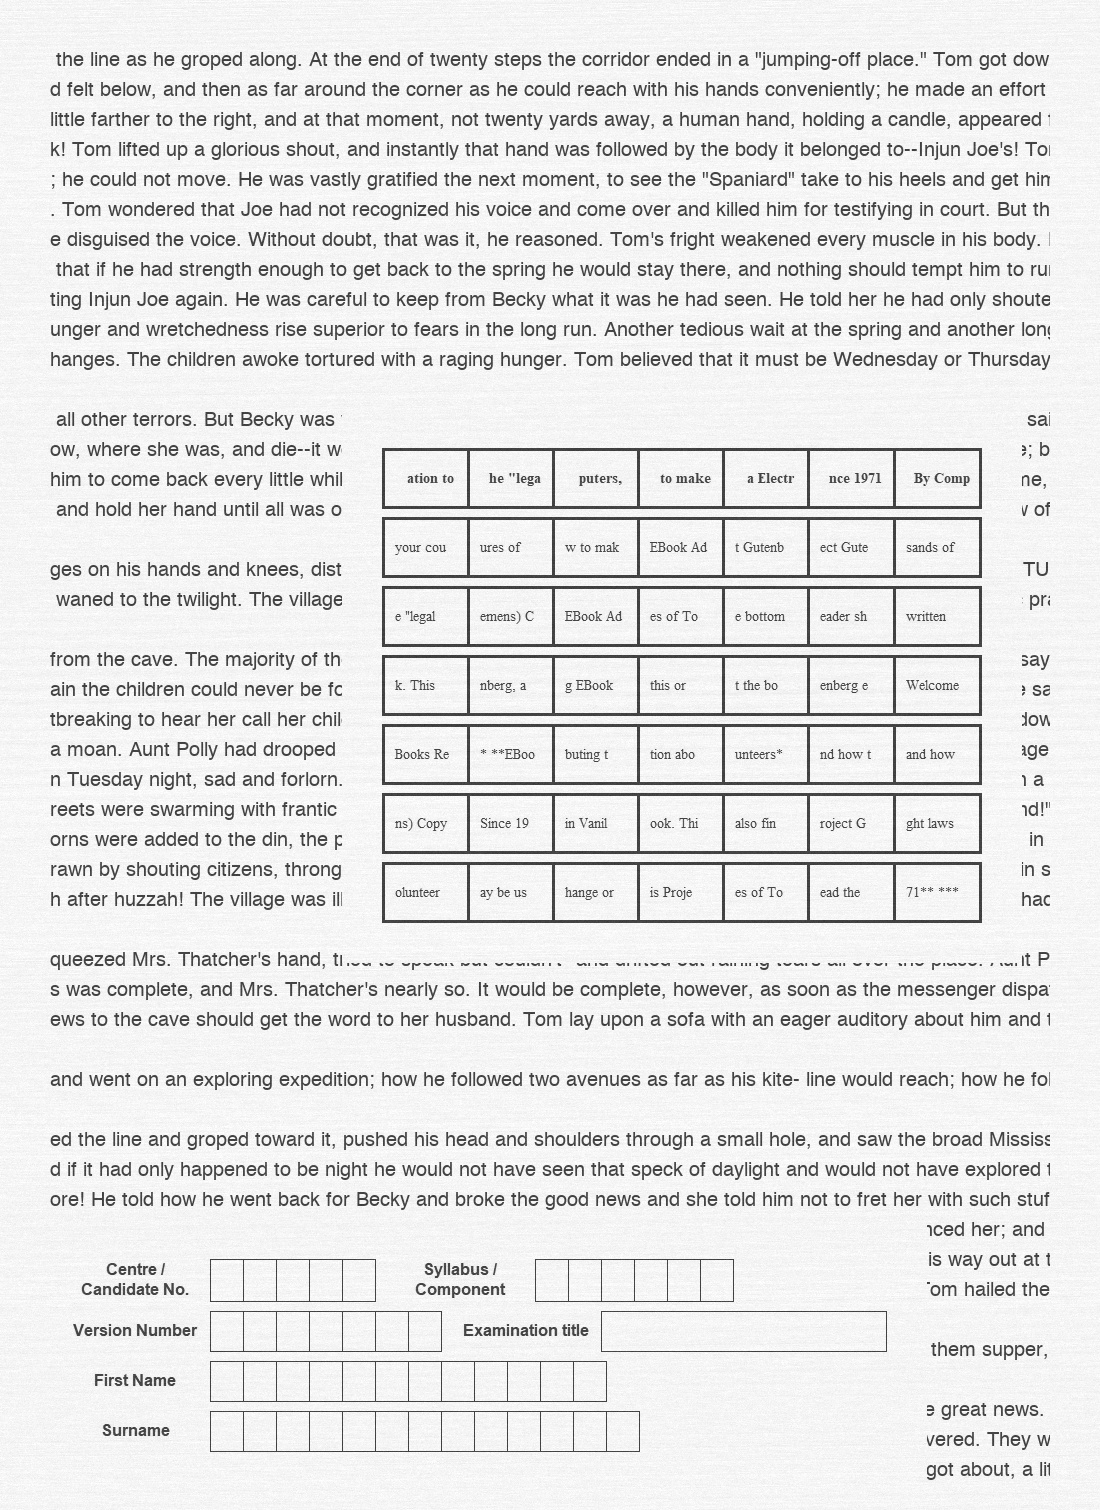 the line as he groped along. At the end of twenty steps the corridor ended in a "jumping-off place." Tom got dow
d felt below, and then as far around the corner as he could reach with his hands conveniently; he made an effort
little farther to the right, and at that moment, not twenty yards away, a human hand, holding a candle, appeared
k! Tom lifted up a glorious shout, and instantly that hand was followed by the body it belonged to--Injun Joe's! To
; he could not move. He was vastly gratified the next moment, to see the "Spaniard" take to his heels and get him
. Tom wondered that Joe had not recognized his voice and come over and killed him for testifying in court. But th
e disguised the voice. Without doubt, that was it, he reasoned. Tom's fright weakened every muscle in his body.
that if he had strength enough to get back to the spring he would stay there, and nothing should tempt him to ru
ting Injun Joe again. He was careful to keep from Becky what it was he had seen. He told her he had only shoute
unger and wretchedness rise superior to fears in the long run. Another tedious wait at the spring and another long
hanges. The children awoke tortured with a raging hunger. Tom believed that it must be Wednesday or Thursday
all other terrors. But Becky was sai
ow, where she was, and die--it w ; b
him to come back every little whil me,
and hold her hand until all was o of
ges on his hands and knees, dist TU
waned to the twilight. The village pra
from the cave. The majority of th say
ain the children could never be fo sa
tbreaking to hear her call her chil dow
a moan. Aunt Polly had drooped age
n Tuesday night, sad and forlorn. a
reets were swarming with frantic nd!"
orns were added to the din, the p in
rawn by shouting citizens, throng in s
h after huzzah! The village was ill had
ation to he "lega puters, to make a Electr nce 1971 By Comp
your cou ures of w to mak EBook Ad t Gutenb ect Gute sands of
e "legal emens) C EBook Ad es of To e bottom eader sh written
k. This nberg, a g EBook this or t the bo enberg e Welcome
Books Re * **EBoo buting t tion abo unteers* nd how t and how
ns) Copy Since 19 in Vanil ook. Thi also fin roject G ght laws
olunteer ay be us hange or is Proje es of To ead the 71** ***
queezed Mrs. Thatcher's hand, tried to speak but couldn't--and drifted out raining tears all over the place. Aunt P
s was complete, and Mrs. Thatcher's nearly so. It would be complete, however, as soon as the messenger dispa
ews to the cave should get the word to her husband. Tom lay upon a sofa with an eager auditory about him and t
and went on an exploring expedition; how he followed two avenues as far as his kite- line would reach; how he fol
ed the line and groped toward it, pushed his head and shoulders through a small hole, and saw the broad Mississ
d if it had only happened to be night he would not have seen that speck of daylight and would not have explored t
ore! He told how he went back for Becky and broke the good news and she told him not to fret her with such stuf
nced her; and
is way out at t
Tom hailed the
them supper,
e great news.
vered. They w
got about, a lit
Centre /
Candidate No.
Syllabus /
Component
Version Number Examination title
First Name
Surname